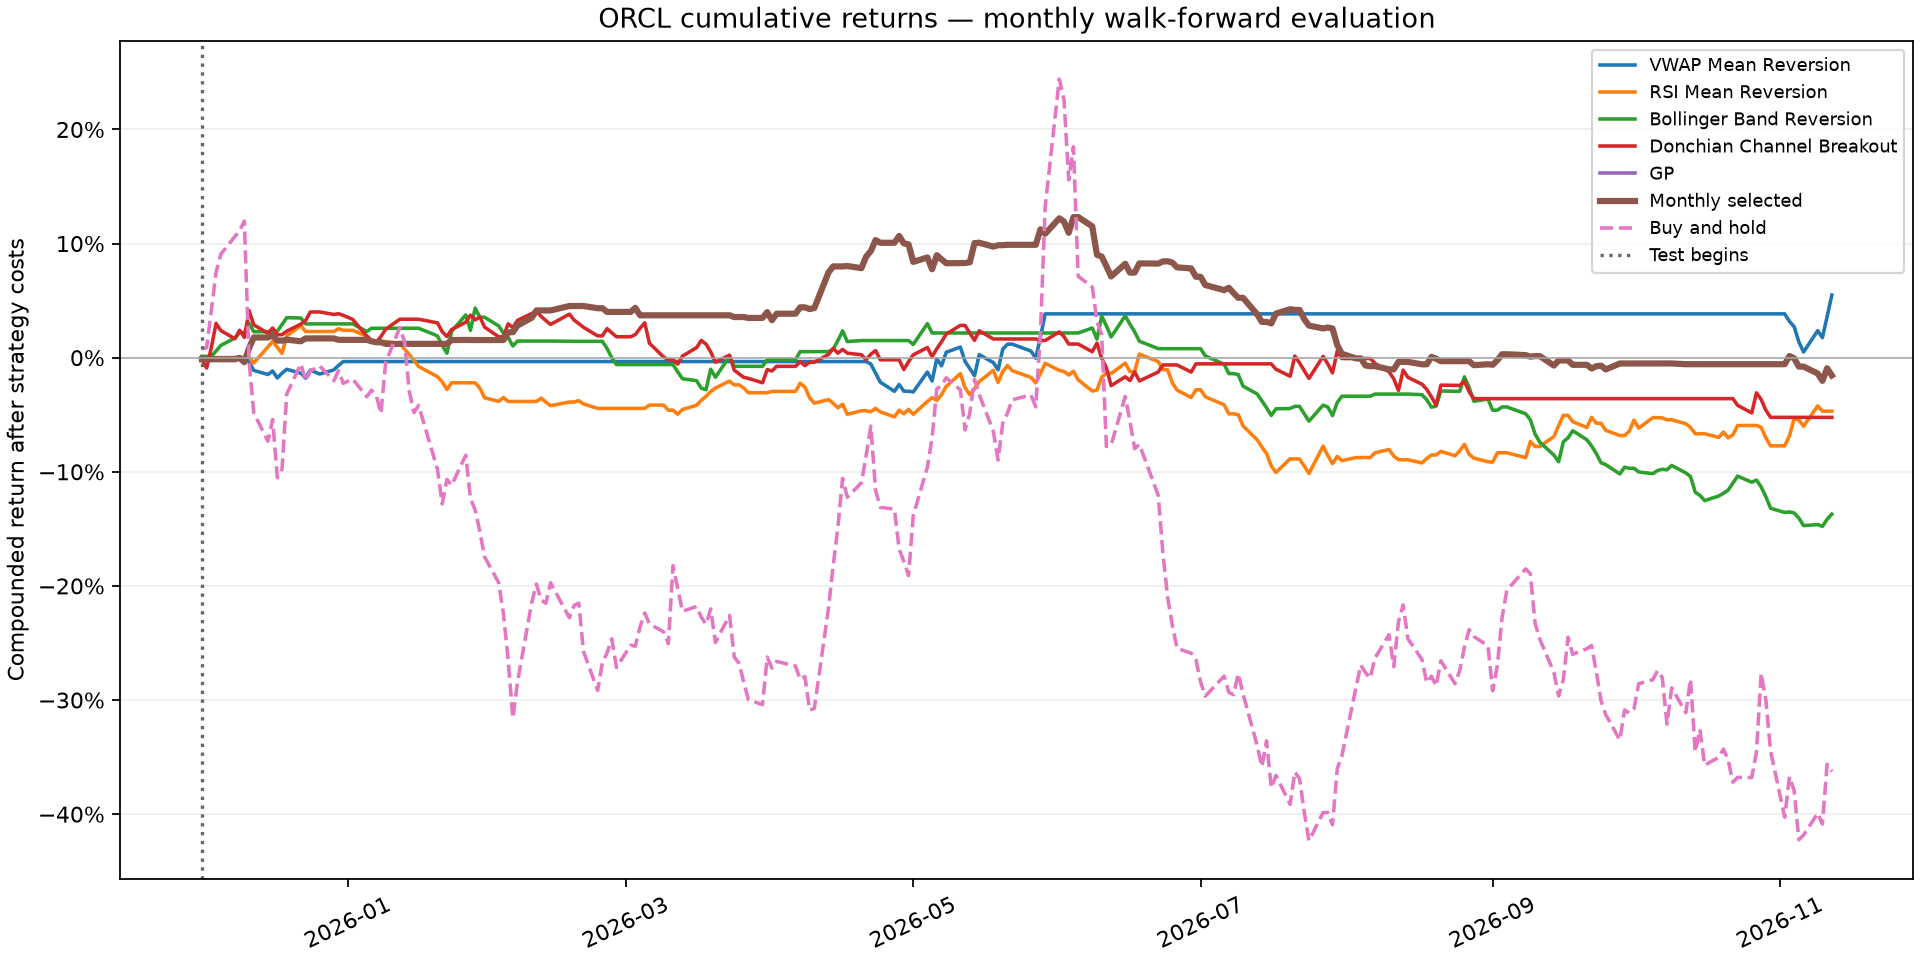 ORCL cumulative returns — monthly walk-forward evaluation
Compounded return after strategy costs
20%
10%
0%
−10%
−20%
−30%
−40%
VWAP Mean Reversion
RSI Mean Reversion
Bollinger Band Reversion
Donchian Channel Breakout
GP
Monthly selected
Buy and hold
Test begins
2026-01
2026-03
2026-05
2026-07
2026-09
2026-11